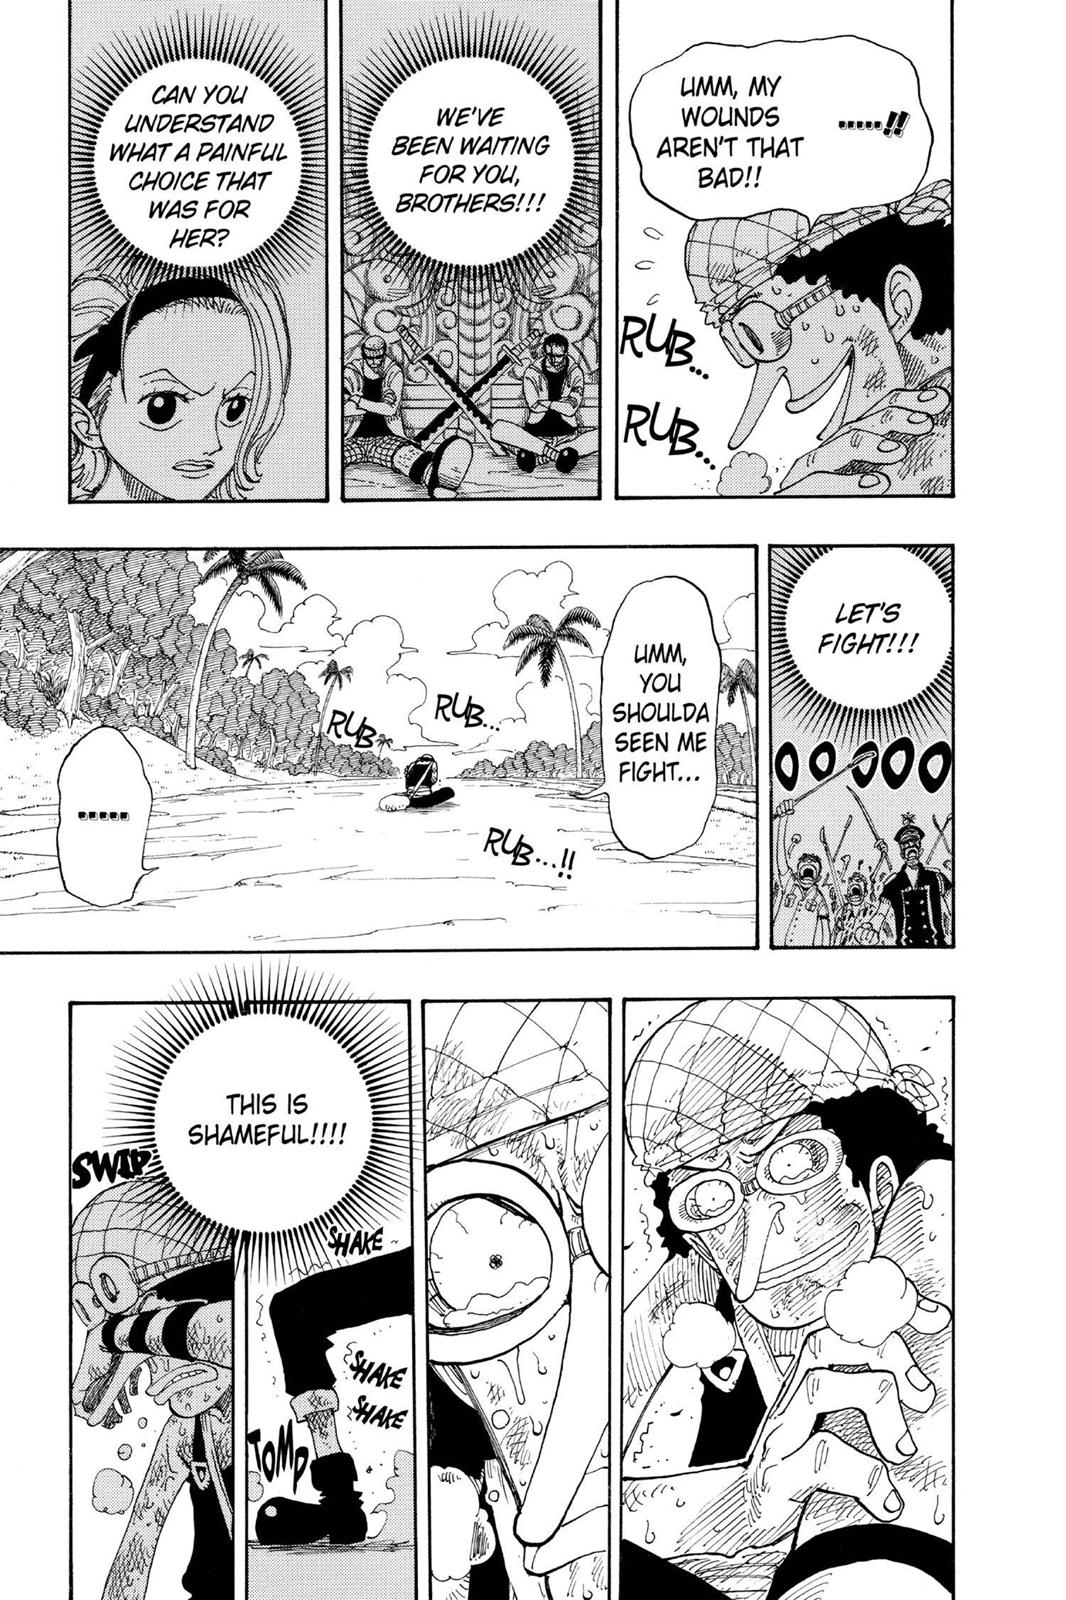 UMM, MY
WOUNDS
AREN'T THAT
BAD!!
......!!
RUB...
RUB...
WE'VE
BEEN WAITING
FOR YOU,
BROTHERS!!!
CAN YOU
UNDERSTAND
WHAT A PAINFUL
CHOICE THAT
WAS FOR
HER?
LET'S
FIGHT!!!
OOOOO
UMM,
YOU
SHOULDA
SEEN ME
FIGHT...
RUB...
RUB
RUB...!!
......
THIS IS
SHAMEFUL!!!!
SHAKE
SHAKE
SHAKE
TOMP
SWIP